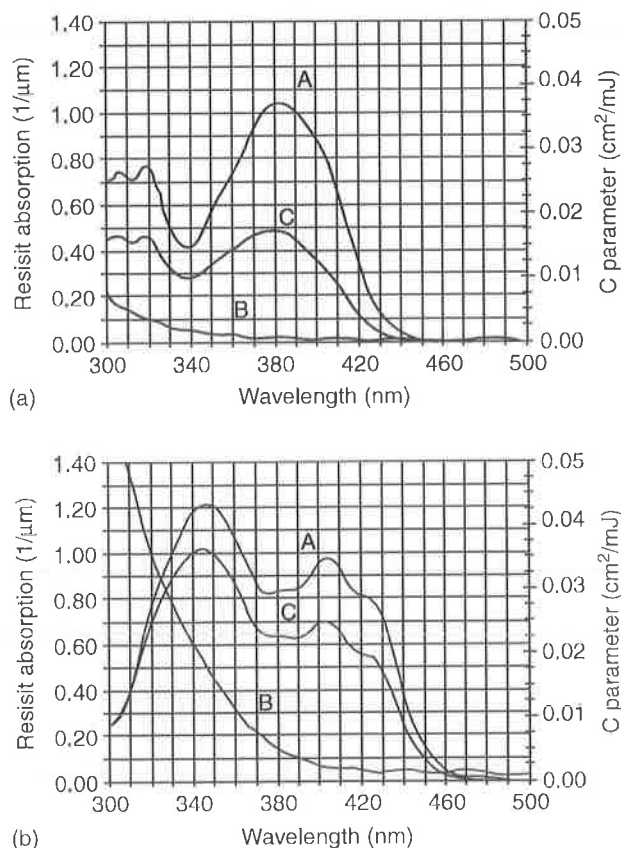 1.40
1.20
1.00
0.80
0.60
0.40
0.20
0.00
Resisit absorption (1/μm)
A
C
B
0.05
0.04
0.03
0.02
0.01
0.00
C parameter (cm²/mJ)
300 340 380 420 460 500
Wavelength (nm)
(a)
1.40
1.20
1.00
0.80
0.60
0.40
0.20
0.00
Resisit absorption (1/μm)
A
C
B
0.05
0.04
0.03
0.02
0.01
0.00
C parameter (cm²/mJ)
300 340 380 420 460 500
Wavelength (nm)
(b)